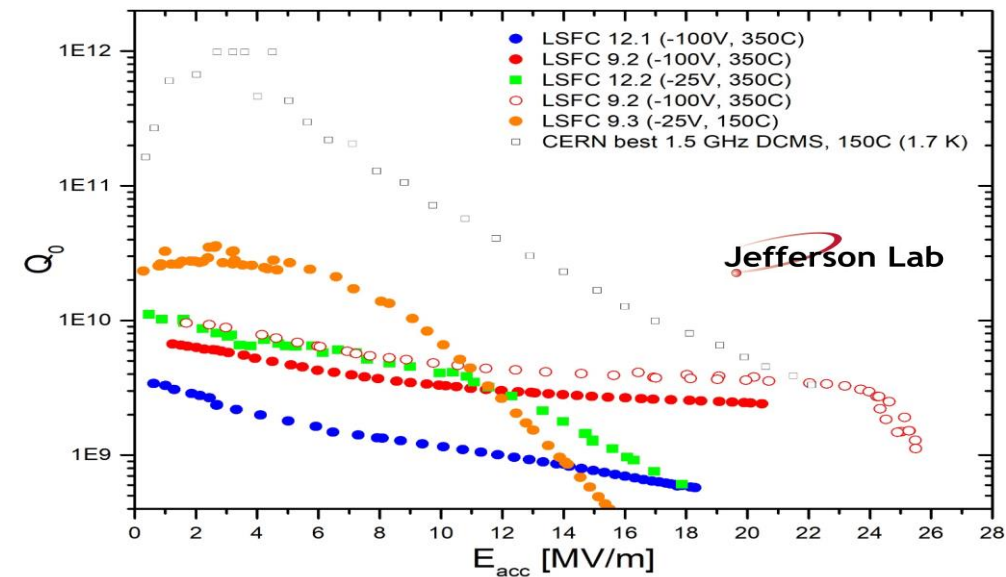 1E12
1E11
1E10
1E9
Q0
LSFC 12.1 (-100V, 350C)
LSFC 9.2 (-100V, 350C)
LSFC 12.2 (-25V, 350C)
LSFC 9.2 (-100V, 350C)
LSFC 9.3 (-25V, 150C)
CERN best 1.5 GHz DCMS, 150C (1.7 K)
Jefferson Lab
0 2 4 6 8 10 12 14 16 18 20 22 24 26 28
Eacc [MV/m]